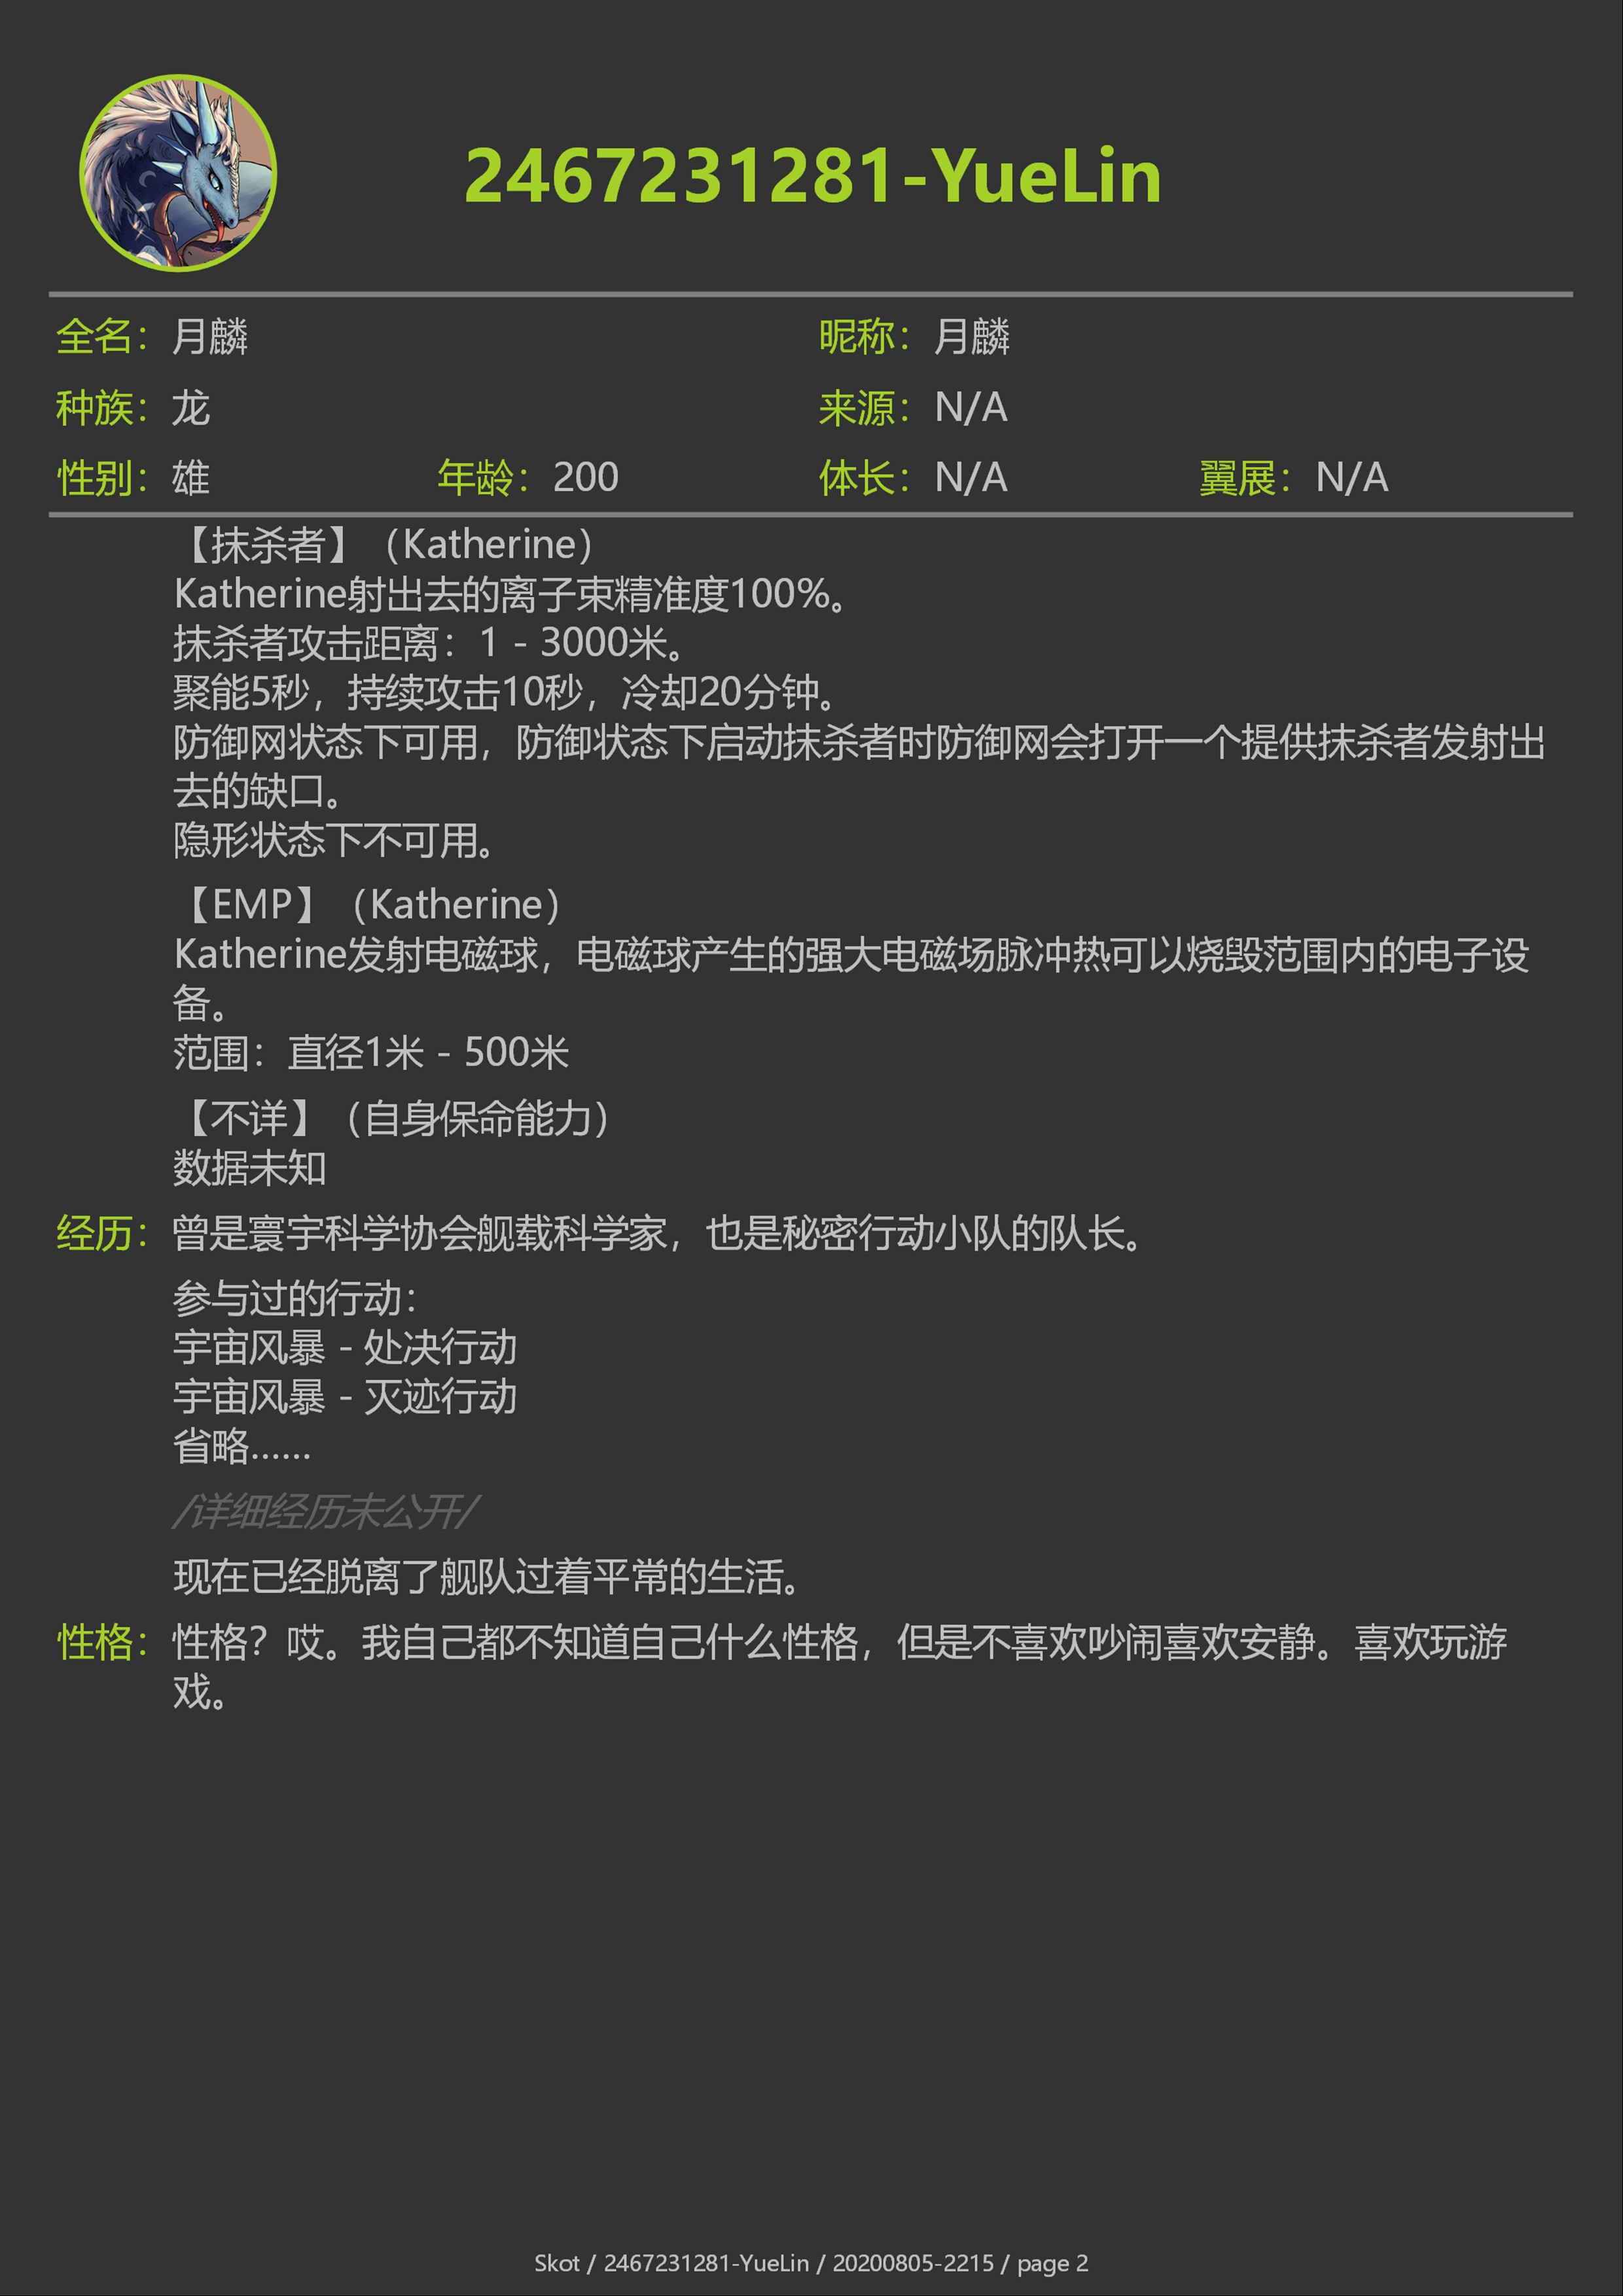 2467231281-YueLin
全名：月麟 昵称：月麟
种族：龙 来源：N/A
性别：雄 年龄：200 体长：N/A 翼展：N/A
【抹杀者】（Katherine）
Katherine射出去的离子束精准度100%。
抹杀者攻击距离：1 - 3000米。
聚能5秒，持续攻击10秒，冷却20分钟。
防御网状态下可用，防御状态下启动抹杀者时防御网会打开一个提供抹杀者发射出
去的缺口。
隐形状态下不可用。
【EMP】（Katherine）
Katherine发射电磁球，电磁球产生的强大电磁场脉冲热可以烧毁范围内的电子设
备。
范围：直径1米 - 500米
【不详】（自身保命能力）
数据未知
经历：曾是寰宇科学协会舰载科学家，也是秘密行动小队的队长。
参与过的行动：
宇宙风暴 - 处决行动
宇宙风暴 - 灭迹行动
省略……
/详细经历未公开/
现在已经脱离了舰队过着平常的生活。
性格：性格？哎。我自己都不知道自己什么性格，但是不喜欢吵闹喜欢安静。喜欢玩游
戏。
Skot / 2467231281-YueLin / 20200805-2215 / page 2